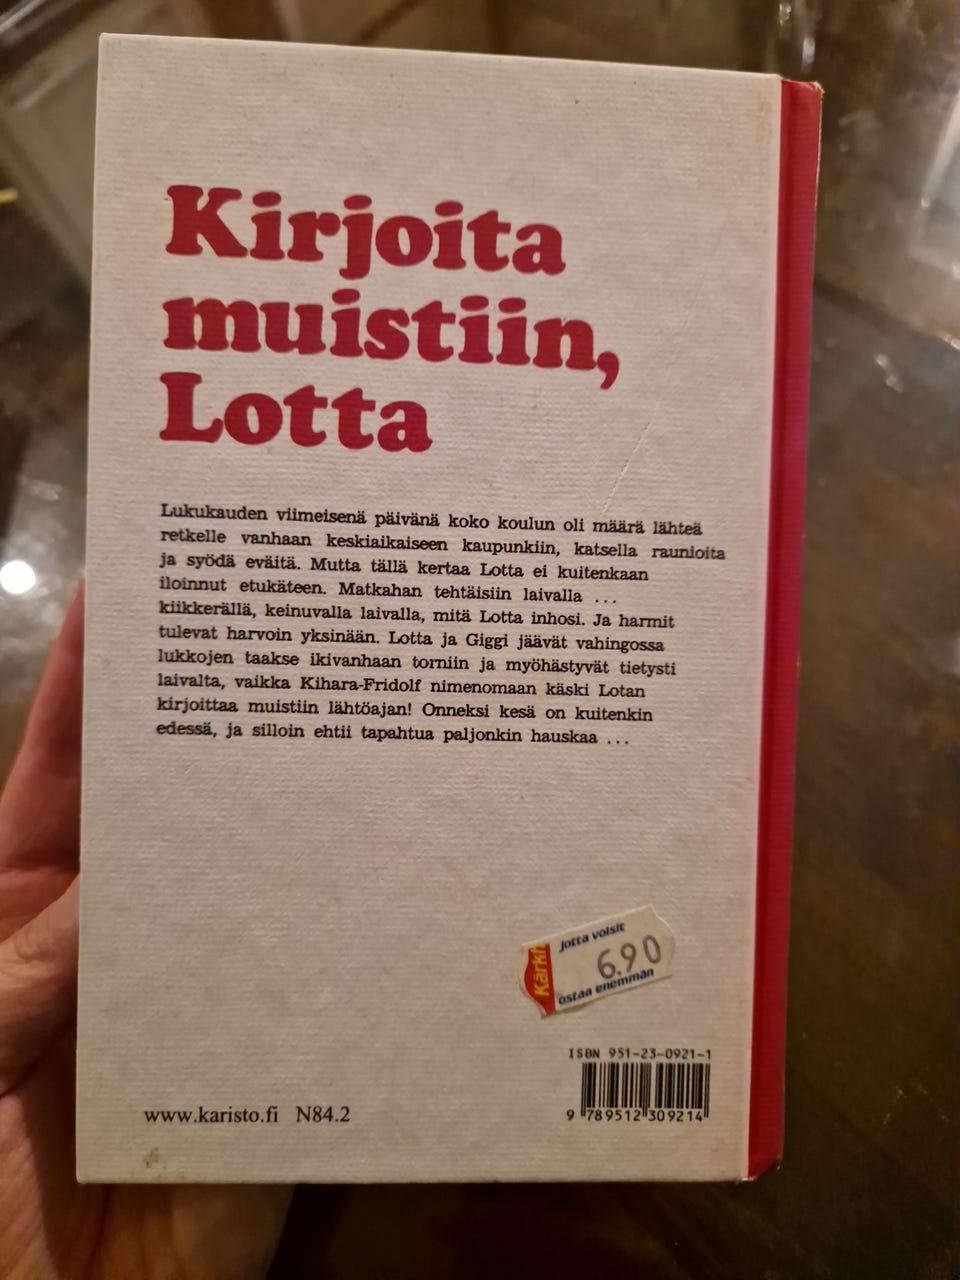 Kirjoita
muistiin,
Lotta
Lukukauden viimeisenä päivänä koko koulun oli määrä lähteä
retkelle vanhaan keskiaikaiseen kaupunkiin, katsella raunioita
ja syödä eväitä. Mutta tällä kertaa Lotta ei kuitenkaan
iloinnut etukäteen. Matkahan tehtäisiin laivalla ...
kiikkerällä, keinuvalla laivalla, mitä Lotta inhosi. Ja harmit
tulevat harvoin yksinään. Lotta ja Giggi jäävät vahingossa
lukkojen taakse ikivanhaan torniin ja myöhästyvät tietysti
laivalta, vaikka Kihara-Fridolf nimenomaan käski Lotan
kirjoittaa muistiin lähtöajan! Onneksi kesä on kuitenkin
edessä, ja silloin ehtii tapahtua paljonkin hauskaa ...
Kärkk
jotta voisit
6.90
ostaa enemmän
ISBN 951-23-0921-1
9 789512 309214
www.karisto.fi N84.2